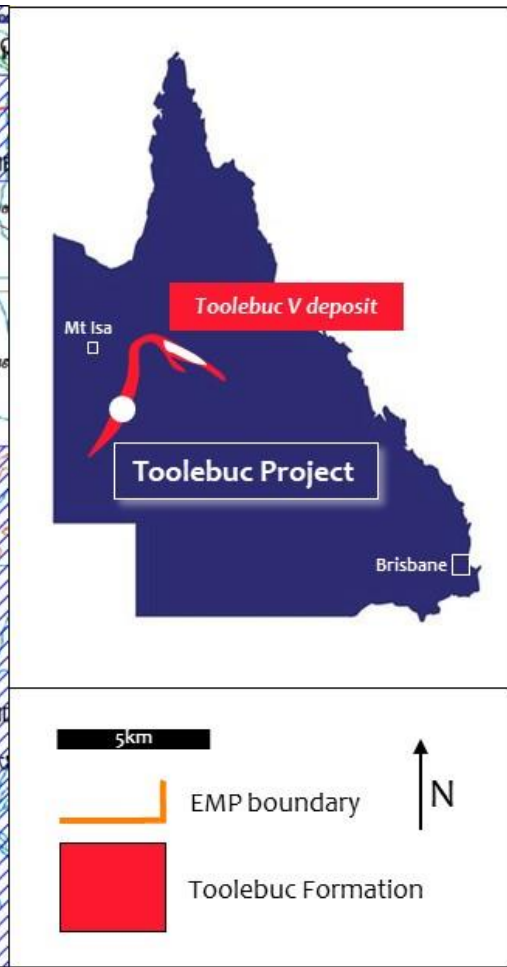 Toolebuc V deposit
Mt Isa
Toolebuc Project
Brisbane
5km
EMP boundary
N
Toolebuc Formation